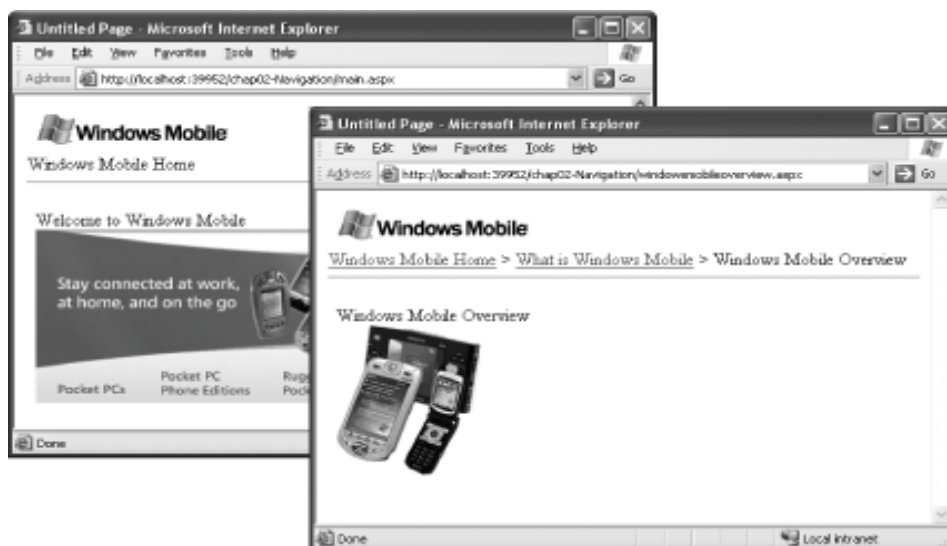 Untitled Page - Microsoft Internet Explorer
File Edit View Favorites Tools Help
Address http://localhost:39952/chap02-Navigation/main.aspx Go
Windows Mobile
Windows Mobile Home
Welcome to Windows Mobile
Stay connected at work,
at home, and on the go
Pocket PCs
Pocket PC
Phone Editions
Done
Untitled Page - Microsoft Internet Explorer
File Edit View Favorites Tools Help
Address http://localhost:39952/chap02-Navigation/windowsmobileoverview.aspx Go
Windows Mobile
Windows Mobile Home > What is Windows Mobile > Windows Mobile Overview
Windows Mobile Overview
Done Local intranet